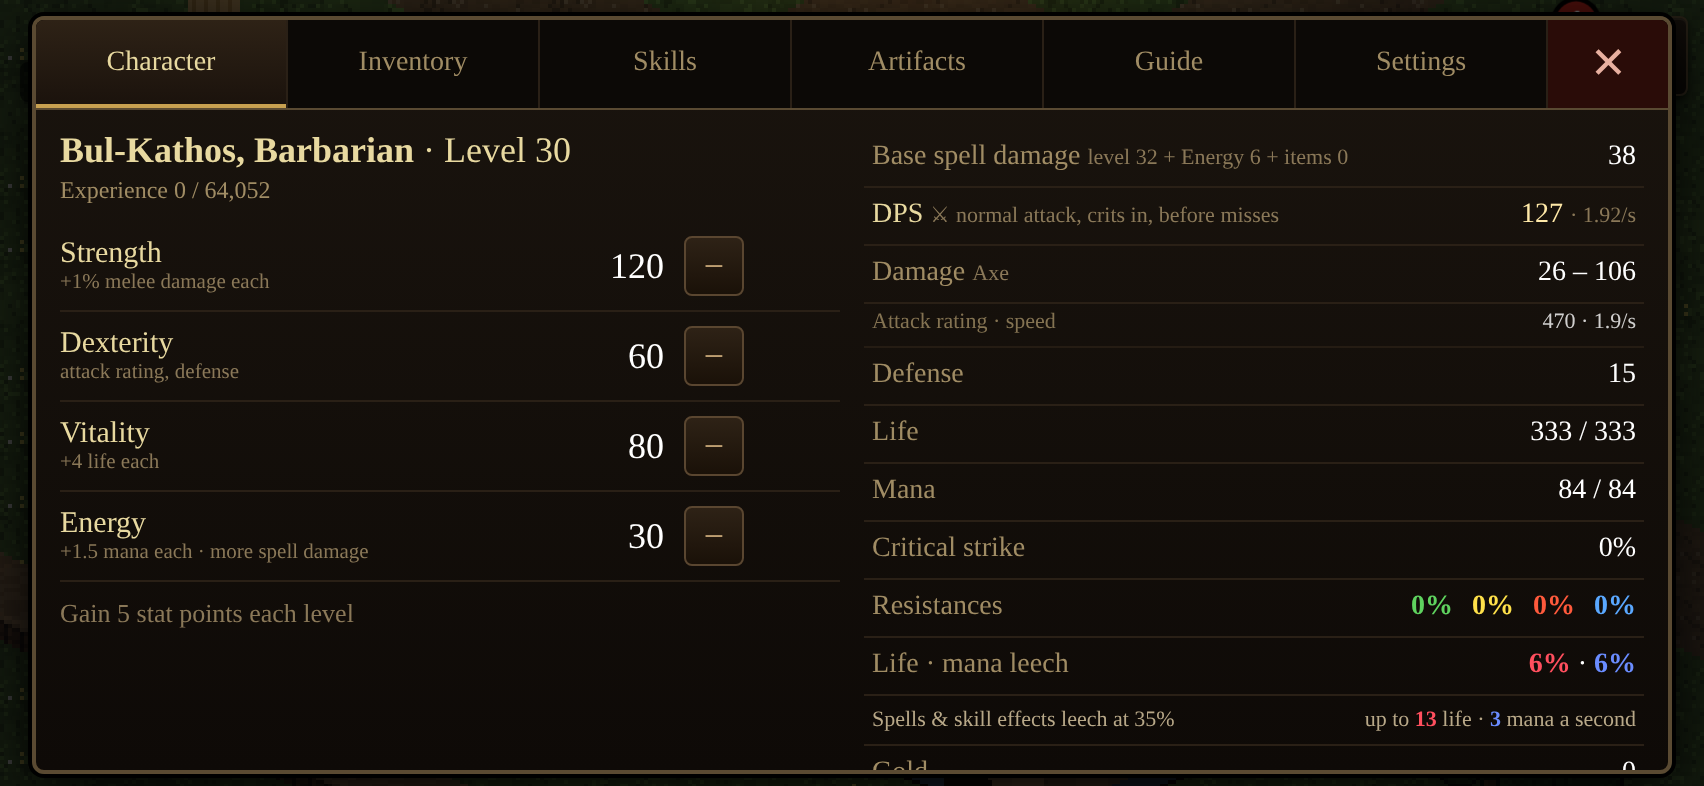 Character Inventory Skills Artifacts Guide Settings ✕
Bul-Kathos, Barbarian · Level 30
Experience 0 / 64,052
Strength
+1% melee damage each
120 −
Dexterity
attack rating, defense
60 −
Vitality
+4 life each
80 −
Energy
+1.5 mana each · more spell damage
30 −
Gain 5 stat points each level
Base spell damage level 32 + Energy 6 + items 0 38
DPS ⚔ normal attack, crits in, before misses 127 · 1.92/s
Damage Axe 26 – 106
Attack rating · speed 470 · 1.9/s
Defense 15
Life 333 / 333
Mana 84 / 84
Critical strike 0%
Resistances 0% 0% 0% 0%
Life · mana leech 6% · 6%
Spells & skill effects leech at 35% up to 13 life · 3 mana a second
Gold 0